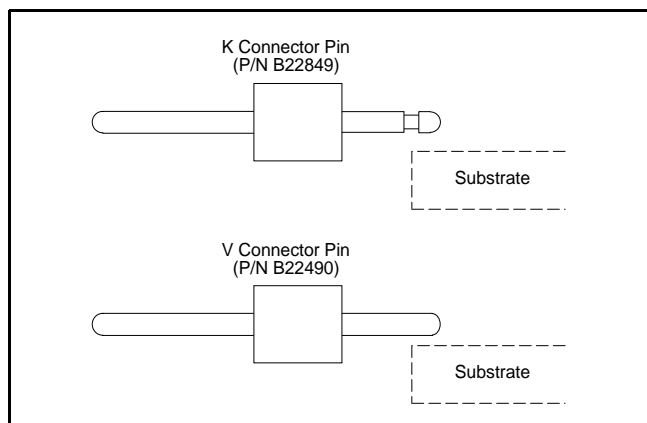 K Connector Pin
(P/N B22849)
Substrate
V Connector Pin
(P/N B22490)
Substrate